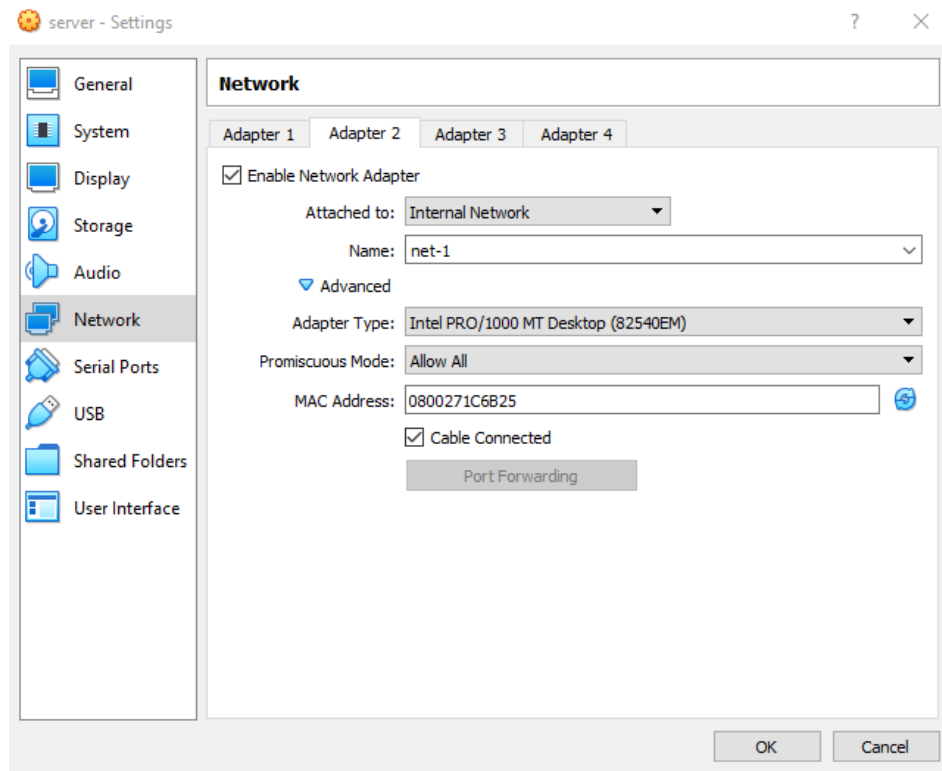 server - Settings
?
General
System
Display
Storage
Audio
Network
Serial Ports
USB
Shared Folders
User Interface
Network
Adapter 1 Adapter 2 Adapter 3 Adapter 4
Enable Network Adapter
Attached to: Internal Network
Name: net-1
Advanced
Adapter Type: Intel PRO/1000 MT Desktop (82540EM)
Promiscuous Mode: Allow All
MAC Address: 0800271C6B25
Cable Connected
Port Forwarding
OK Cancel